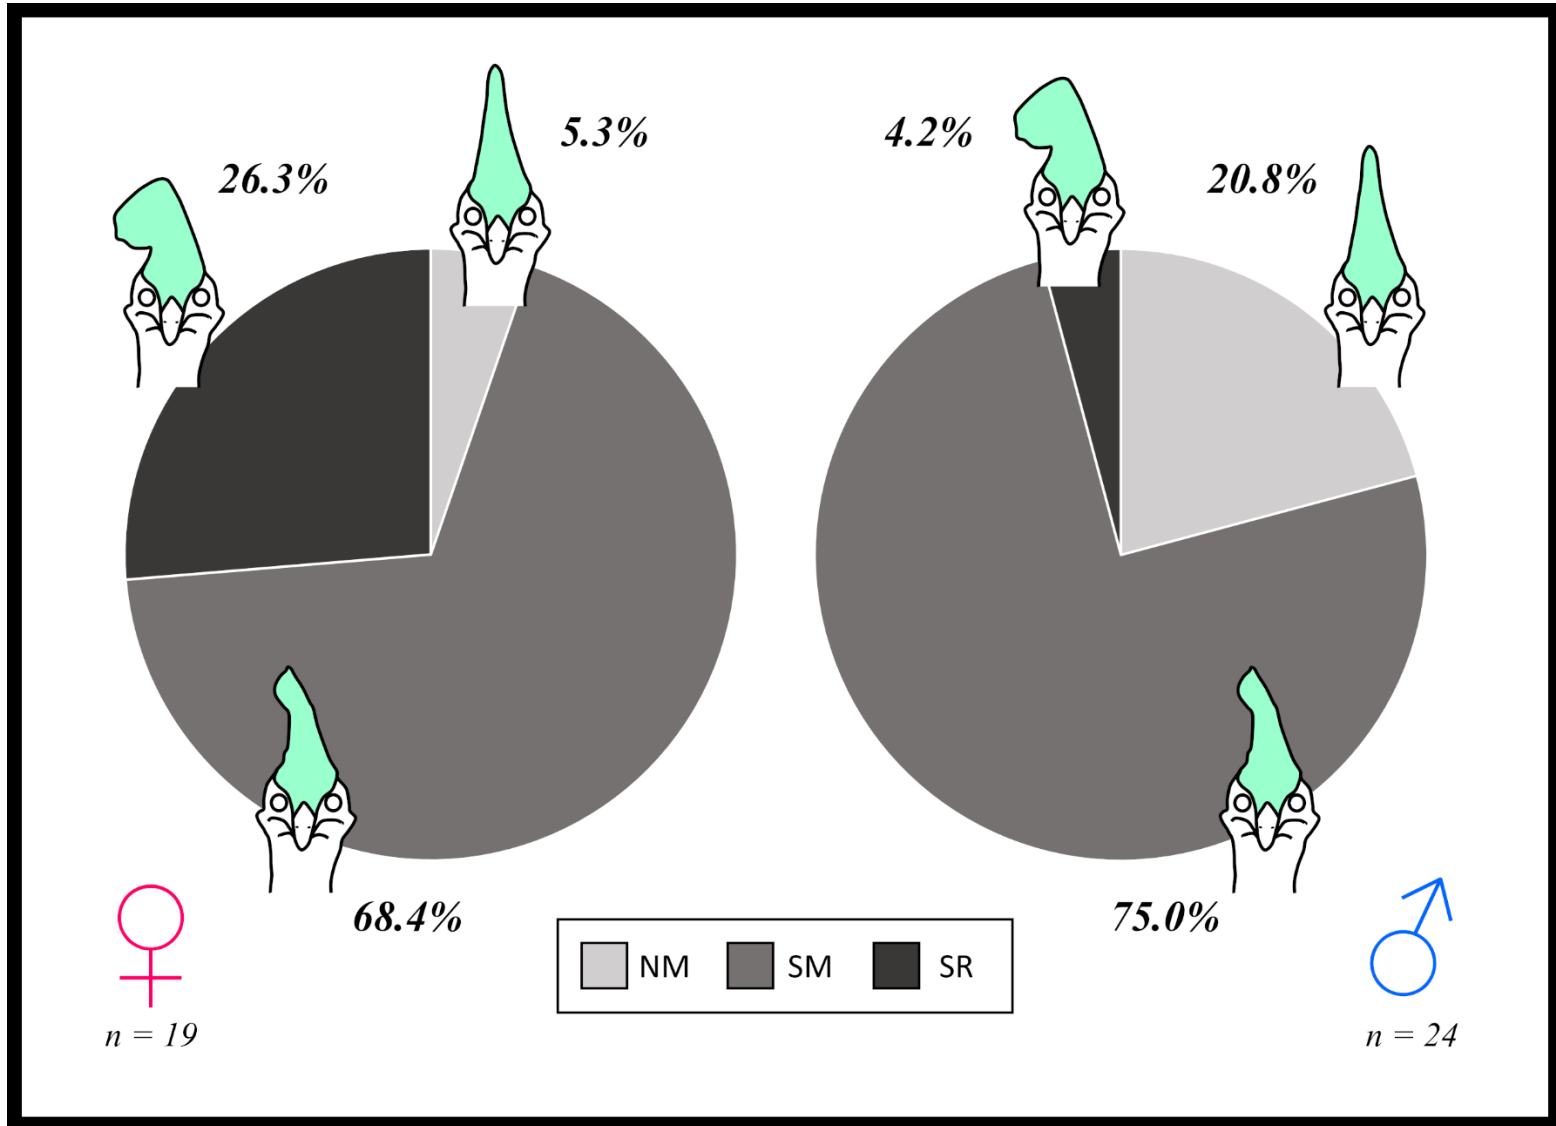 5.3%
26.3%
68.4%
4.2%
20.8%
75.0%
NM
SM
SR
n = 19
n = 24